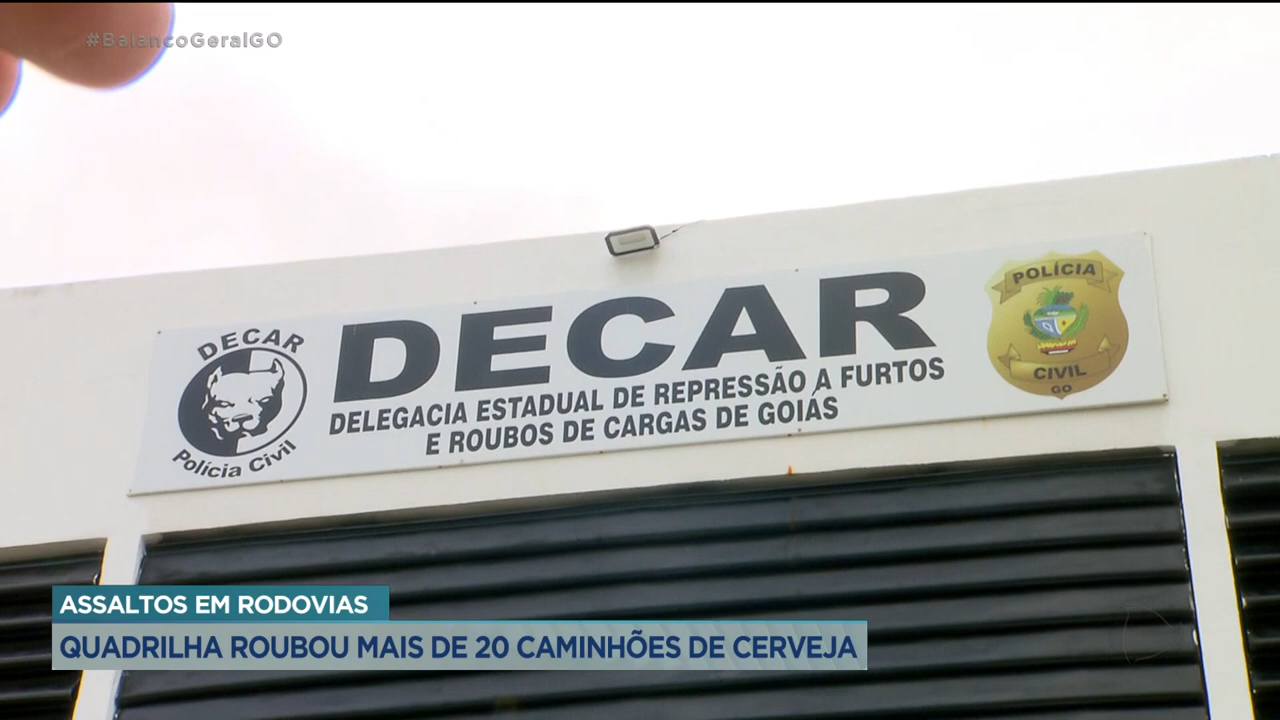 #BalancoGeralGO
DECAR
Polícia Civil
DECAR
DELEGACIA ESTADUAL DE REPRESSÃO A FURTOS
E ROUBOS DE CARGAS DE GOIÁS
POLÍCIA
CIVIL
GO
ASSALTOS EM RODOVIAS
QUADRILHA ROUBOU MAIS DE 20 CAMINHÕES DE CERVEJA